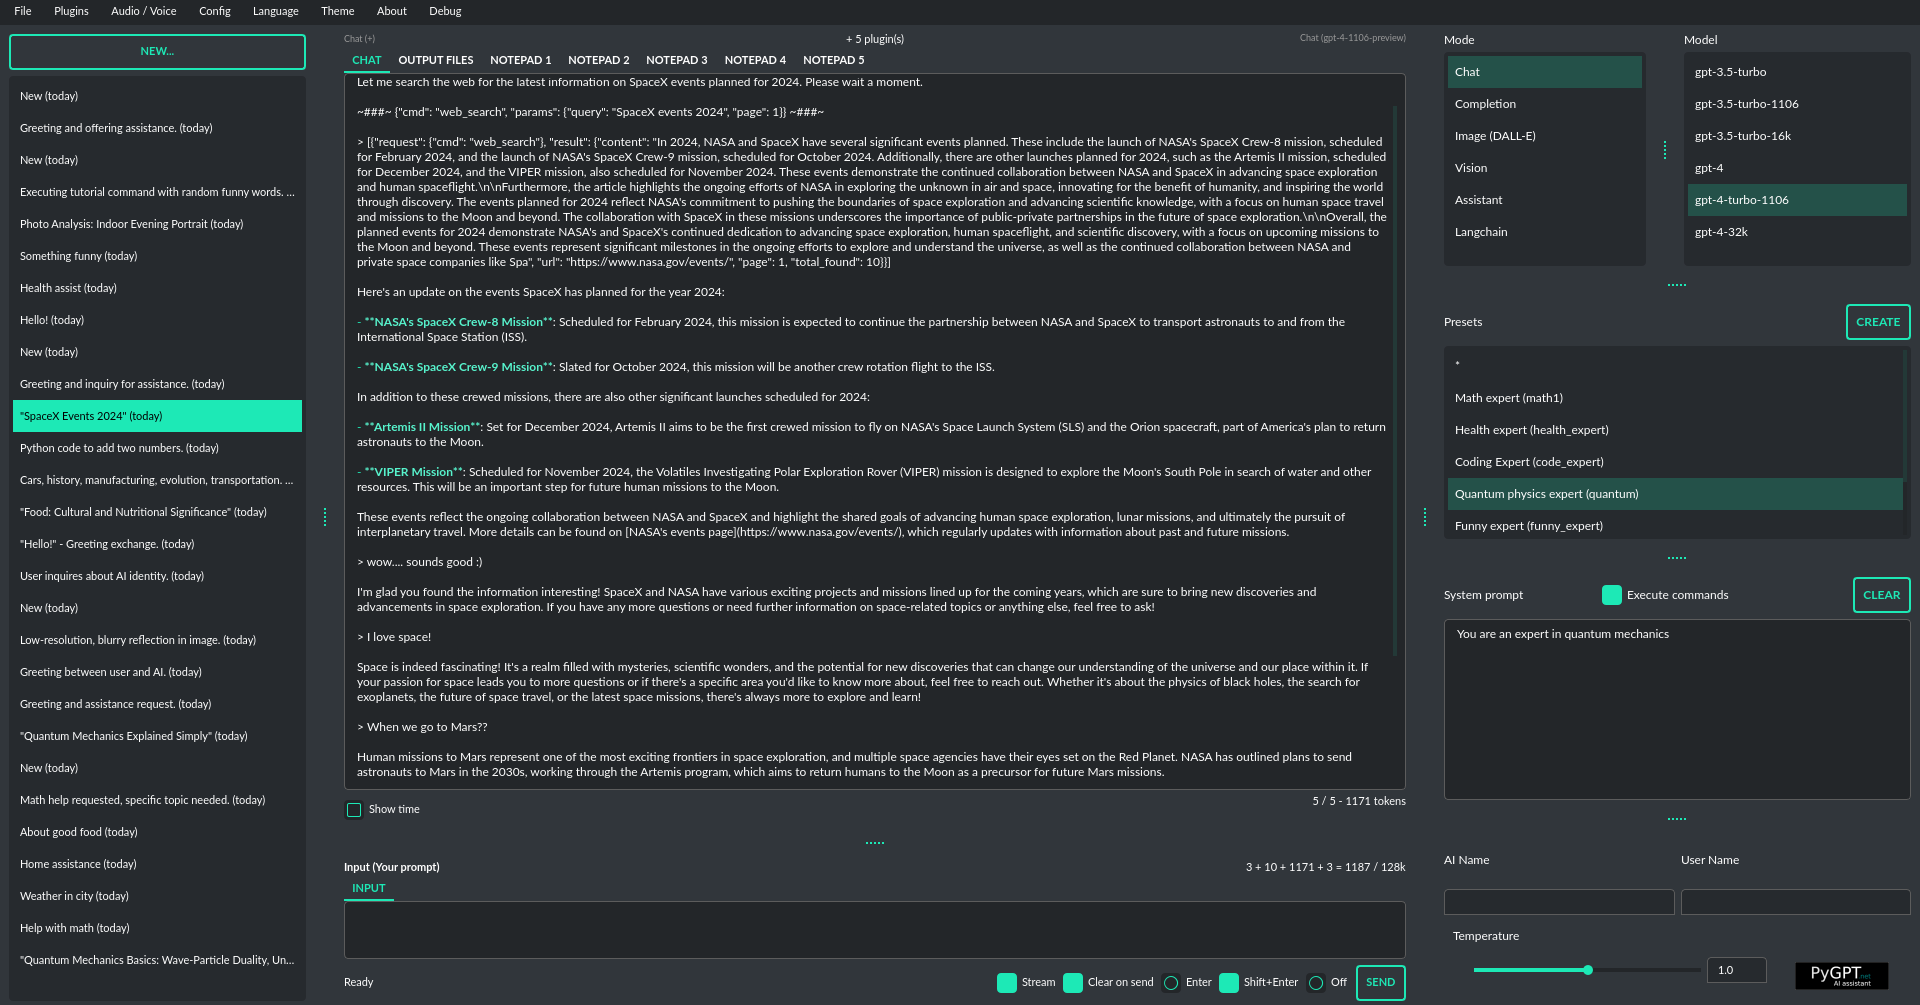 File Plugins Audio / Voice Config Language Theme About Debug
NEW...
New (today)
Greeting and offering assistance. (today)
New (today)
Executing tutorial command with random funny words. ...
Photo Analysis: Indoor Evening Portrait (today)
Something funny (today)
Health assist (today)
Hello! (today)
New (today)
Greeting and inquiry for assistance. (today)
"SpaceX Events 2024" (today)
Python code to add two numbers. (today)
Cars, history, manufacturing, evolution, transportation. ...
"Food: Cultural and Nutritional Significance" (today)
"Hello!" - Greeting exchange. (today)
User inquires about AI identity. (today)
New (today)
Low-resolution, blurry reflection in image. (today)
Greeting between user and AI. (today)
Greeting and assistance request. (today)
"Quantum Mechanics Explained Simply" (today)
New (today)
Math help requested, specific topic needed. (today)
About good food (today)
Home assistance (today)
Weather in city (today)
Help with math (today)
"Quantum Mechanics Basics: Wave-Particle Duality, Un...
Chat (+) + 5 plugin(s) Chat (gpt-4-1106-preview)
CHAT OUTPUT FILES NOTEPAD 1 NOTEPAD 2 NOTEPAD 3 NOTEPAD 4 NOTEPAD 5
Let me search the web for the latest information on SpaceX events planned for 2024. Please wait a moment.
~###~ {"cmd": "web_search", "params": {"query": "SpaceX events 2024", "page": 1}} ~###~
> [{"request": {"cmd": "web_search"}, "result": {"content": "In 2024, NASA and SpaceX have several significant events planned. These include the launch of NASA's SpaceX Crew-8 mission, scheduled
for February 2024, and the launch of NASA's SpaceX Crew-9 mission, scheduled for October 2024. Additionally, there are other launches planned for 2024, such as the Artemis II mission, scheduled
for December 2024, and the VIPER mission, also scheduled for November 2024. These events demonstrate the continued collaboration between NASA and SpaceX in advancing space exploration
and human spaceflight.\n\nFurthermore, the article highlights the ongoing efforts of NASA in exploring the unknown in air and space, innovating for the benefit of humanity, and inspiring the world
through discovery. The events planned for 2024 reflect NASA's commitment to pushing the boundaries of space exploration and advancing scientific knowledge, with a focus on human space travel
and missions to the Moon and beyond. The collaboration with SpaceX in these missions underscores the importance of public-private partnerships in the future of space exploration.\n\nOverall, the
planned events for 2024 demonstrate NASA's and SpaceX's continued dedication to advancing space exploration, human spaceflight, and scientific discovery, with a focus on upcoming missions to
the Moon and beyond. These events represent significant milestones in the ongoing efforts to explore and understand the universe, as well as the continued collaboration between NASA and
private space companies like Spa", "url": "https://www.nasa.gov/events/", "page": 1, "total_found": 10}}]
Here's an update on the events SpaceX has planned for the year 2024:
- **NASA's SpaceX Crew-8 Mission**: Scheduled for February 2024, this mission is expected to continue the partnership between NASA and SpaceX to transport astronauts to and from the
International Space Station (ISS).
- **NASA's SpaceX Crew-9 Mission**: Slated for October 2024, this mission will be another crew rotation flight to the ISS.
In addition to these crewed missions, there are also other significant launches scheduled for 2024:
- **Artemis II Mission**: Set for December 2024, Artemis II aims to be the first crewed mission to fly on NASA's Space Launch System (SLS) and the Orion spacecraft, part of America's plan to return
astronauts to the Moon.
- **VIPER Mission**: Scheduled for November 2024, the Volatiles Investigating Polar Exploration Rover (VIPER) mission is designed to explore the Moon's South Pole in search of water and other
resources. This will be an important step for future human missions to the Moon.
These events reflect the ongoing collaboration between NASA and SpaceX and highlight the shared goals of advancing human space exploration, lunar missions, and ultimately the pursuit of
interplanetary travel. More details can be found on [NASA's events page](https://www.nasa.gov/events/), which regularly updates with information about past and future missions.
> wow.... sounds good :)
I'm glad you found the information interesting! SpaceX and NASA have various exciting projects and missions lined up for the coming years, which are sure to bring new discoveries and
advancements in space exploration. If you have any more questions or need further information on space-related topics or anything else, feel free to ask!
> I love space!
Space is indeed fascinating! It's a realm filled with mysteries, scientific wonders, and the potential for new discoveries that can change our understanding of the universe and our place within it. If
your passion for space leads you to more questions or if there's a specific area you'd like to know more about, feel free to reach out. Whether it's about the physics of black holes, the search for
exoplanets, the future of space travel, or the latest space missions, there's always more to explore and learn!
> When we go to Mars??
Human missions to Mars represent one of the most exciting frontiers in space exploration, and multiple space agencies have their eyes set on the Red Planet. NASA has outlined plans to send
astronauts to Mars in the 2030s, working through the Artemis program, which aims to return humans to the Moon as a precursor for future Mars missions.
Show time 5 / 5 - 1171 tokens
Input (Your prompt) 3 + 10 + 1171 + 3 = 1187 / 128k
INPUT
Ready Stream Clear on send Enter Shift+Enter Off SEND
Mode
Chat
Completion
Image (DALL-E)
Vision
Assistant
Langchain
Model
gpt-3.5-turbo
gpt-3.5-turbo-1106
gpt-3.5-turbo-16k
gpt-4
gpt-4-turbo-1106
gpt-4-32k
Presets CREATE
*
Math expert (math1)
Health expert (health_expert)
Coding Expert (code_expert)
Quantum physics expert (quantum)
Funny expert (funny_expert)
System prompt Execute commands CLEAR
You are an expert in quantum mechanics
AI Name User Name
Temperature
1.0
PyGPT.net
AI assistant